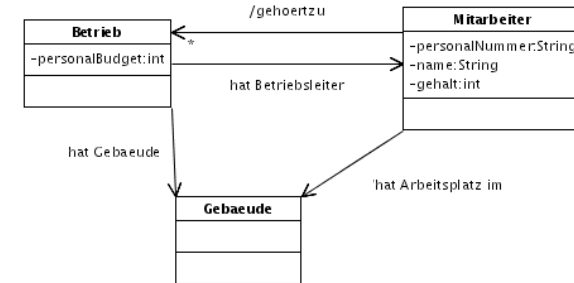 /gehoertzu
Betrieb
Mitarbeiter
*
-personalBudget:int
-personalNummer:String
-name:String
-gehalt:int
hat Betriebsleiter
hat Gebaeude
'hat Arbeitsplatz im
Gebaeude